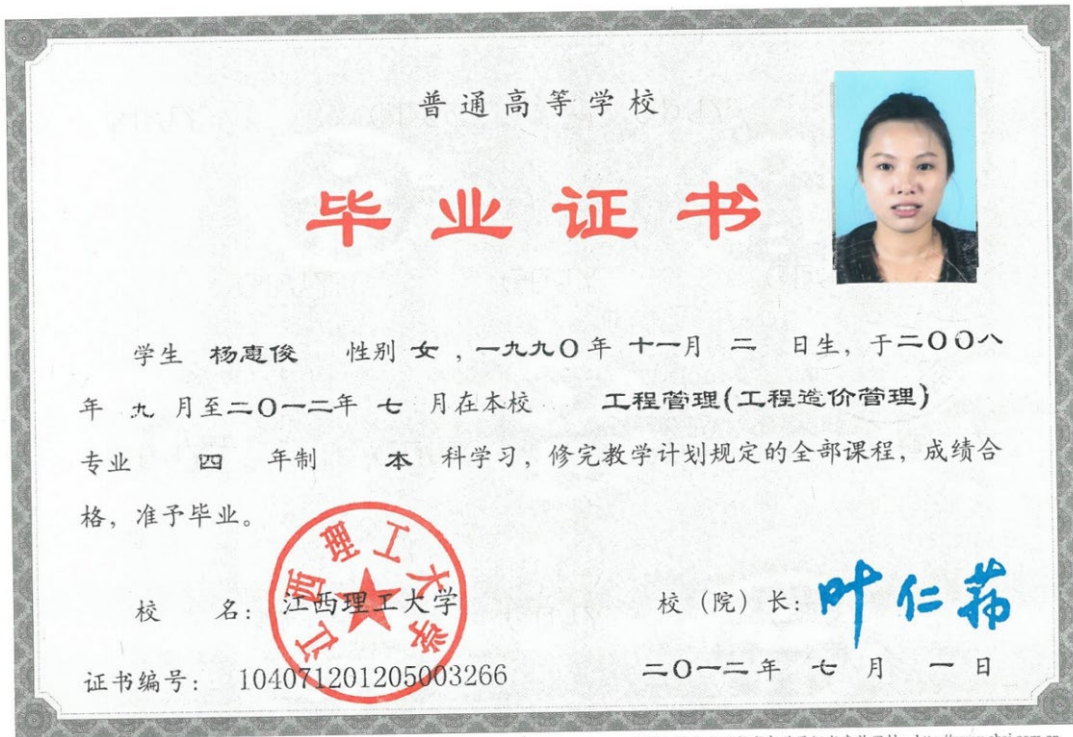 普通高等学校
毕业证书
学生 杨惠俊 性别 女，一九九〇年 十一月 二 日生，于二〇〇八
年 九 月至二〇一二年 七 月在本校 工程管理(工程造价管理)
专业 四 年制 本 科学习，修完教学计划规定的全部课程，成绩合
格，准予毕业。
江西理工大学
校 名：江西理工大学
校（院）长：叶仁荪
证书编号：104071201205003266
二〇一二年 七 月 一 日